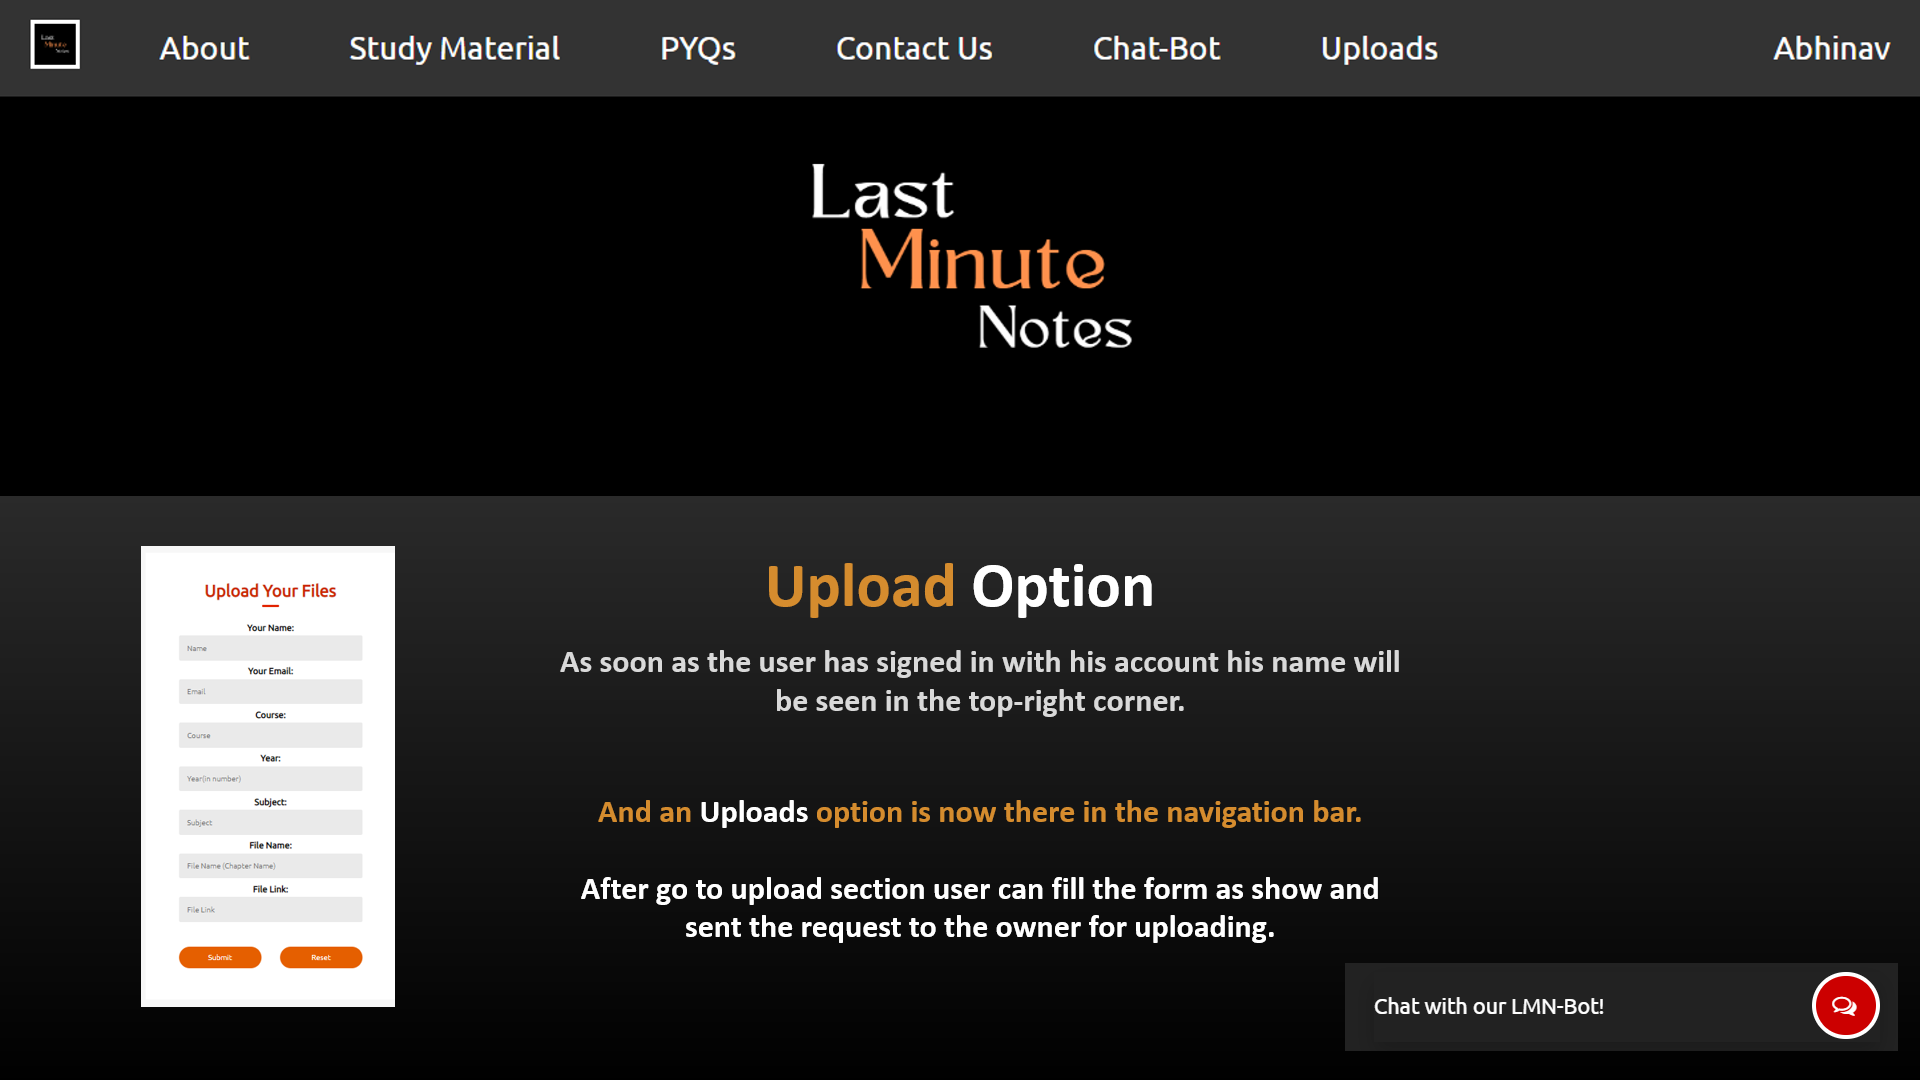 Last
Minute
Notes
About
Study Material
PYQs
Contact Us
Chat-Bot
Uploads
Abhinav
Last
Minute
Notes
Upload Your Files
Your Name:
Name
Your Email:
Email
Course:
Course
Year:
Year(in number)
Subject:
Subject
File Name:
File Name (Chapter Name)
File Link:
File Link
Submit
Reset
Upload Option
As soon as the user has signed in with his account his name will
be seen in the top-right corner.
And an Uploads option is now there in the navigation bar.
After go to upload section user can fill the form as show and
sent the request to the owner for uploading.
Chat with our LMN-Bot!